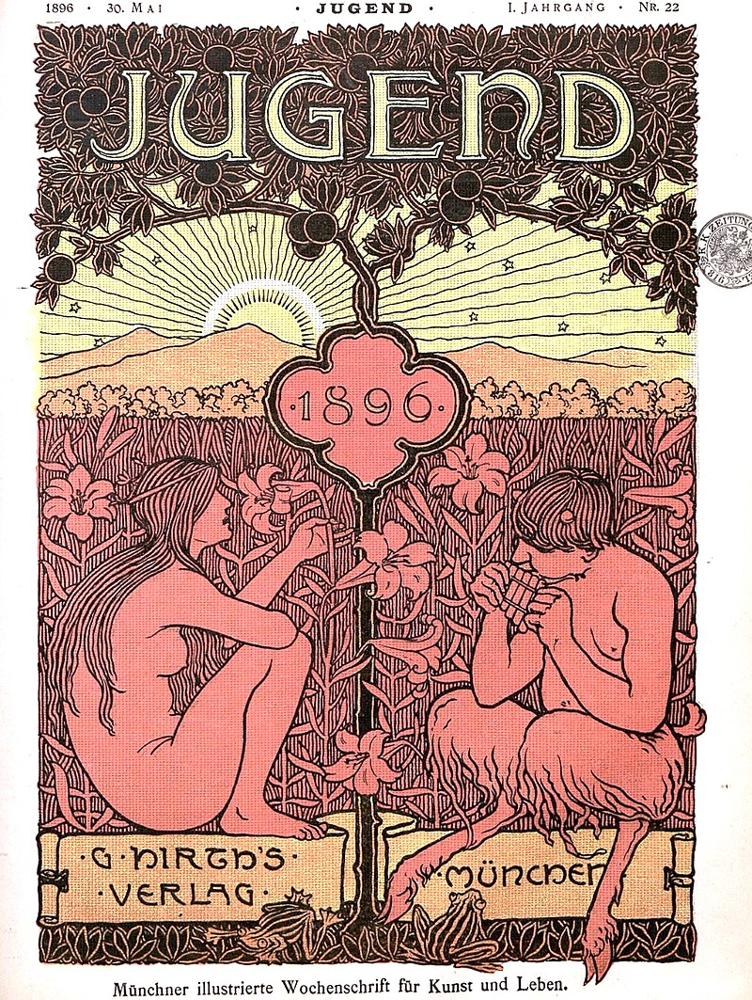 1896 · 30. MAI · JUGEND · I. JAHRGANG · NR. 22
JUGEND
K. K. ZEITUNGS
·1896·
·G·HIRTH'S·
·VERLAG·
·MÜNCHEN·
Münchner illustrierte Wochenschrift für Kunst und Leben.